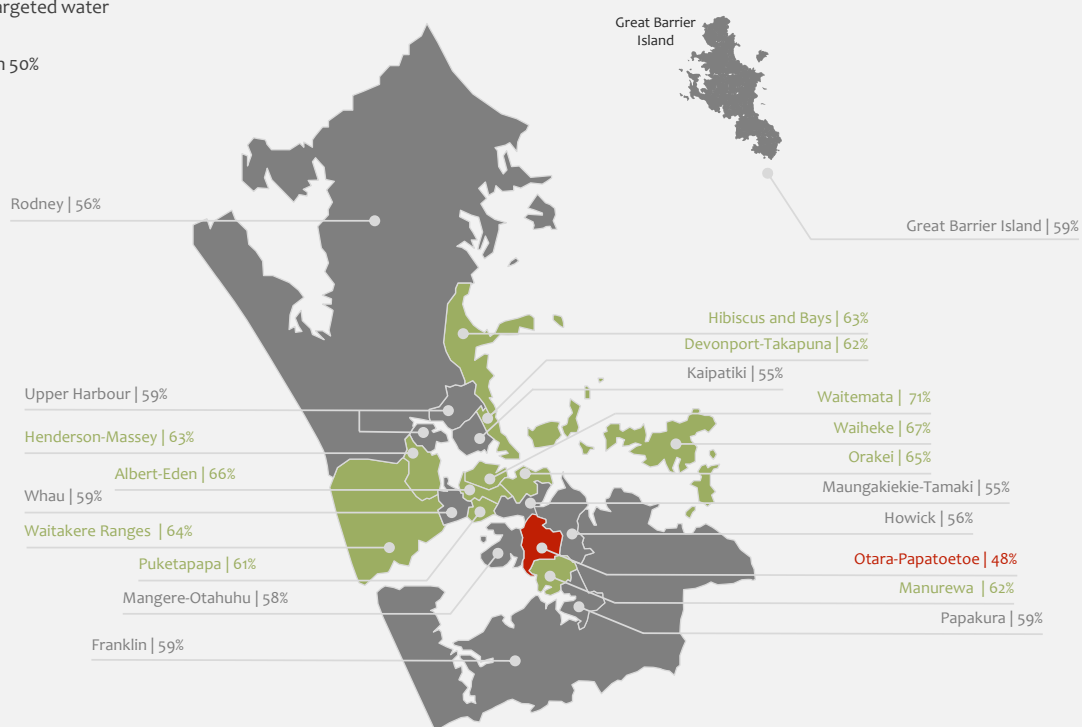 argeted water
n 50%
Great Barrier
Island
Rodney | 56%
Great Barrier Island | 59%
Hibiscus and Bays | 63%
Devonport-Takapuna | 62%
Kaipatiki | 55%
Upper Harbour | 59%
Waitemata | 71%
Henderson-Massey | 63%
Waiheke | 67%
Orakei | 65%
Albert-Eden | 66%
Maungakiekie-Tamaki | 55%
Whau | 59%
Howick | 56%
Waitakere Ranges | 64%
Otara-Papatoetoe | 48%
Puketapapa | 61%
Manurewa | 62%
Mangere-Otahuhu | 58%
Papakura | 59%
Franklin | 59%